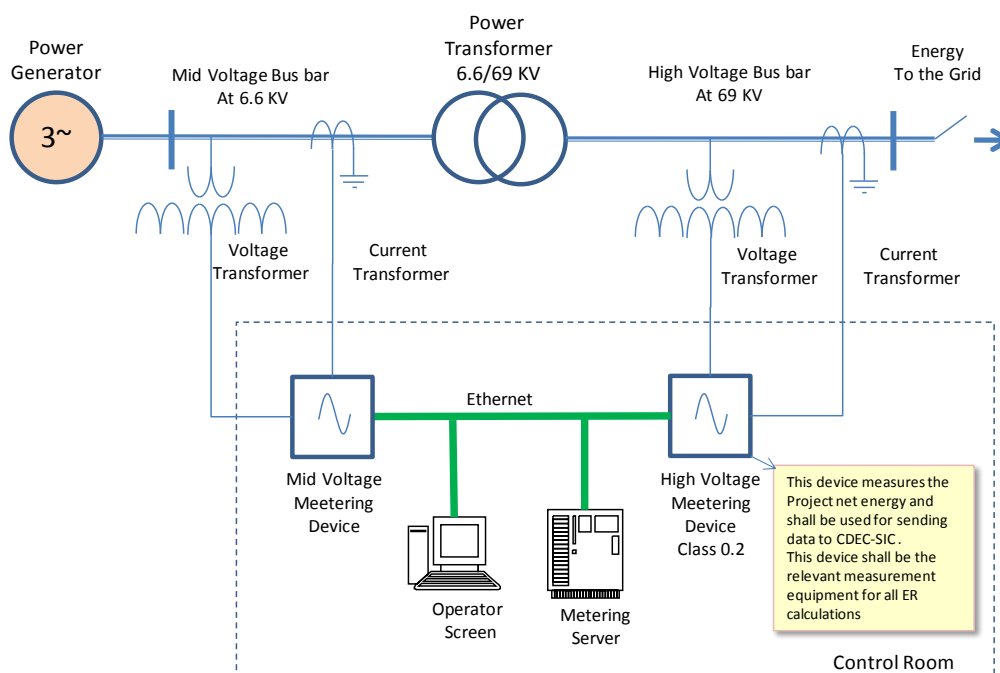 Power
Generator
3~
Mid Voltage Bus bar
At 6.6 KV
Power
Transformer
6.6/69 KV
High Voltage Bus bar
At 69 KV
Energy
To the Grid
Voltage
Transformer
Current
Transformer
Voltage
Transformer
Current
Transformer
Ethernet
Mid Voltage
Meetering
Device
High Voltage
Meetering
Device
Class 0.2
This device measures the
Project net energy and
shall be used for sending
data to CDEC-SIC .
This device shall be the
relevant measurement
equipment for all ER
calculations
Operator
Screen
Metering
Server
Control Room